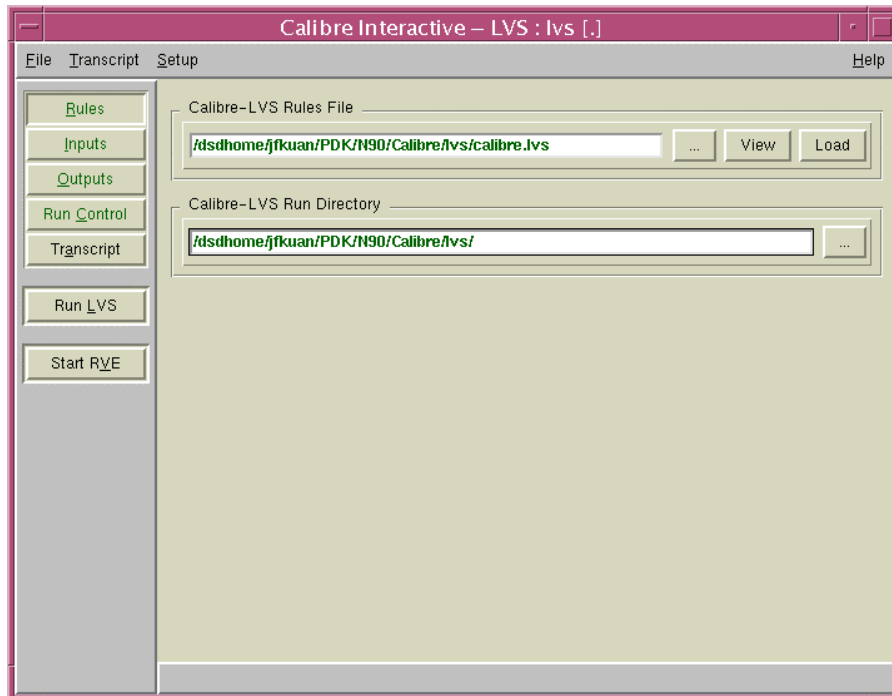 Calibre Interactive – LVS : lvs [.]
File Transcript Setup Help
Rules
Inputs
Outputs
Run Control
Transcript
Run LVS
Start RVE
Calibre–LVS Rules File
/dsdhome/jfkuan/PDK/N90/Calibre/lvs/calibre.lvs ... View Load
Calibre–LVS Run Directory
/dsdhome/jfkuan/PDK/N90/Calibre/lvs/ ...